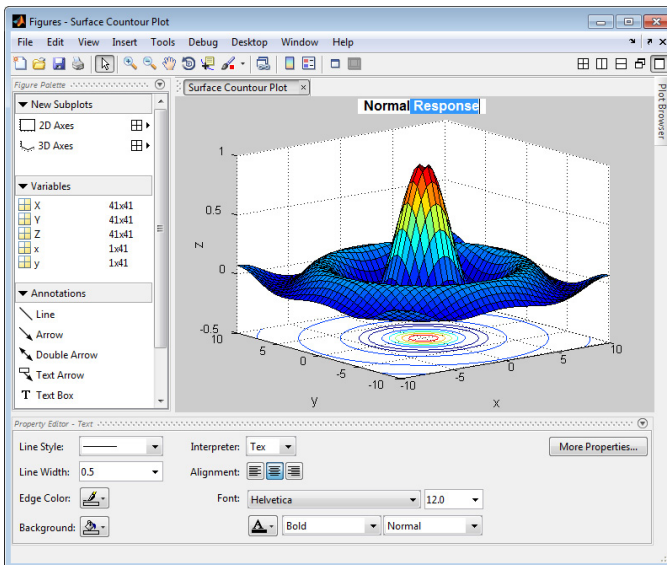 Figures - Surface Countour Plot
File Edit View Insert Tools Debug Desktop Window Help
Figure Palette
New Subplots
2D Axes
3D Axes
Variables
X 41x41
Y 41x41
Z 41x41
x 1x41
y 1x41
Annotations
Line
Arrow
Double Arrow
Text Arrow
T Text Box
Surface Countour Plot
Normal Response
1
0.5
0
-0.5
z
10
5
0
-5
-10
y
-10
-5
0
5
10
x
Plot Browser
Property Editor - Text
Line Style:
Line Width: 0.5
Edge Color:
Background:
Interpreter: Tex
Alignment:
Font: Helvetica 12.0
A Bold Normal
More Properties...